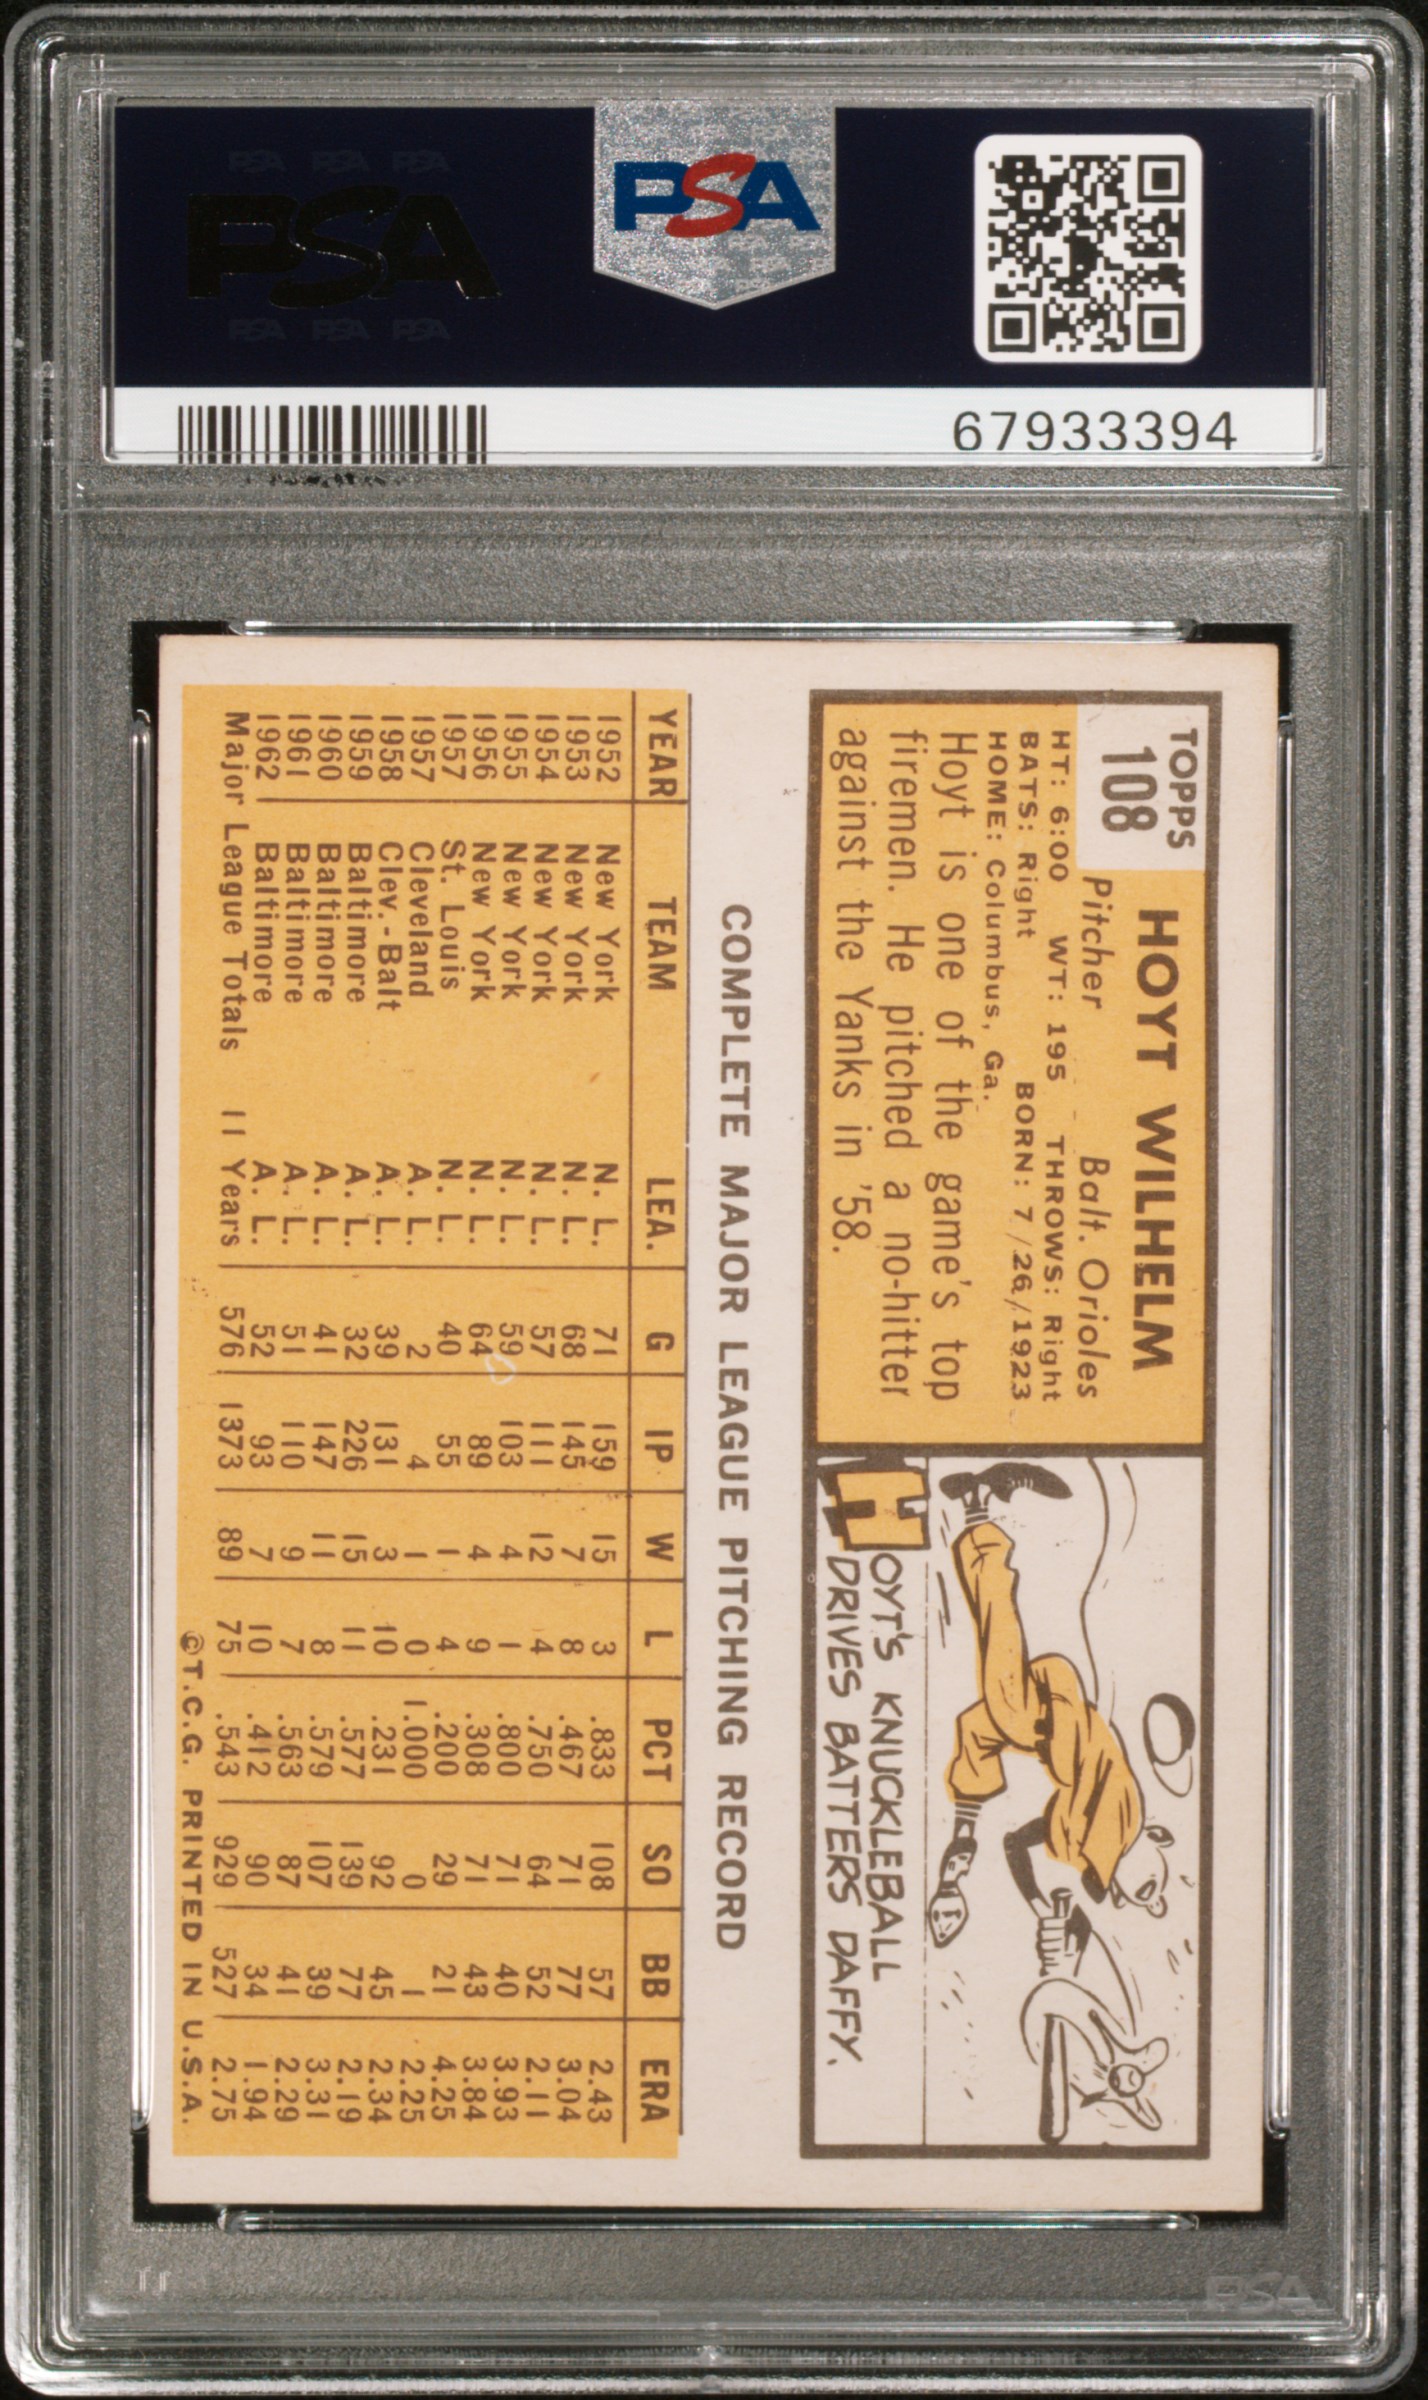 PSA PSA PSA
PSA
PSA PSA PSA
PSA
67933394
TOPPS
108
HOYT WILHELM
Pitcher Balt. Orioles
HT: 6:00 WT: 195 THROWS: Right
BATS: Right BORN: 7/26/1923
HOME: Columbus, Ga.
Hoyt is one of the game's top
firemen. He pitched a no-hitter
against the Yanks in '58.
HOYT'S KNUCKLEBALL
DRIVES BATTERS DAFFY.
COMPLETE MAJOR LEAGUE PITCHING RECORD
YEAR TEAM LEA. G IP W L PCT SO BB ERA
1952 New York N. L. 71 159 15 3 .833 108 57 2.43
1953 New York N. L. 68 145 7 8 .467 71 77 3.04
1954 New York N. L. 57 111 12 4 .750 64 52 2.11
1955 New York N. L. 59 103 4 1 .800 71 40 3.93
1956 New York N. L. 64 89 4 9 .308 71 43 3.84
1957 St. Louis N. L. 40 55 1 4 .200 29 21 4.25
1957 Cleveland A. L. 2 4 1 0 1.000 0 1 2.25
1958 Clev.-Balt A. L. 39 131 3 10 .231 92 45 2.34
1959 Baltimore A. L. 32 226 15 11 .577 139 77 2.19
1960 Baltimore A. L. 41 147 11 8 .579 107 39 3.31
1961 Baltimore A. L. 51 110 9 7 .563 87 41 2.29
1962 Baltimore A. L. 52 93 7 10 .412 90 34 1.94
Major League Totals 11 Years 576 1373 89 75 .543 929 527 2.75
©T.C.G. PRINTED IN U.S.A.
PSA